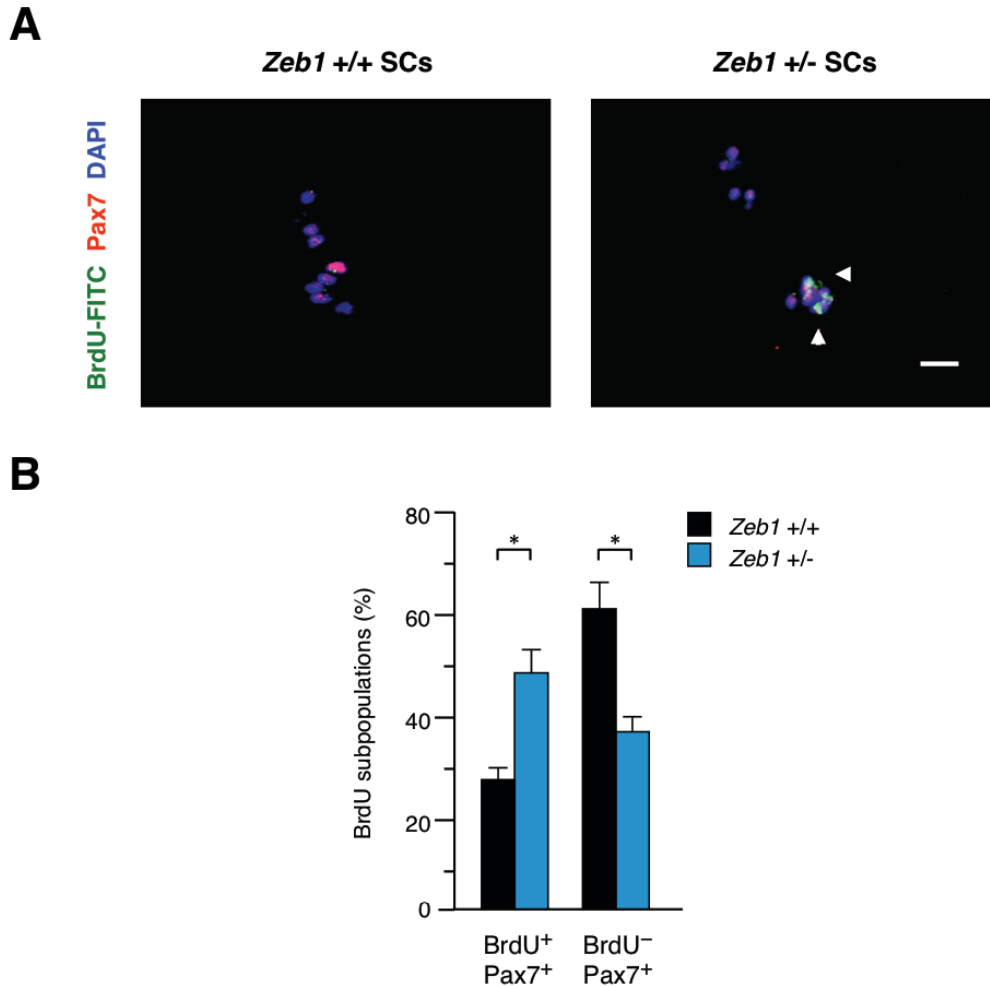 A
Zeb1 +/+ SCs
Zeb1 +/- SCs
BrdU-FITC Pax7 DAPI
B
BrdU subpopulations (%)
80
60
40
20
0
*
*
Zeb1 +/+
Zeb1 +/-
BrdU⁺
Pax7⁺
BrdU⁻
Pax7⁺